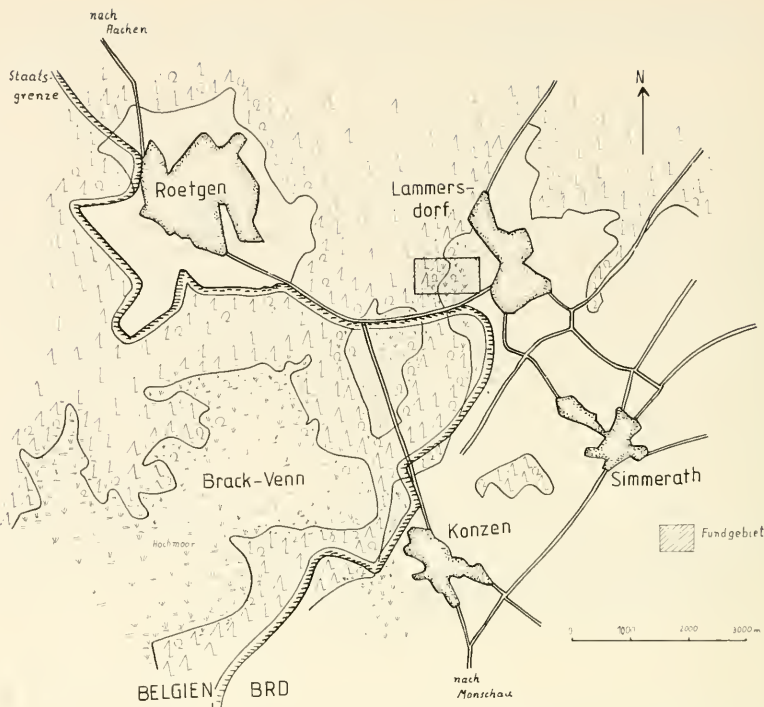 nach
Aachen
Staats-
grenze
N
Roetgen
Lammers-
dorf
Brack-Venn
Hochmoor
Simmerath
Konzen
Fundgebiet
0 1000 2000 3000 m
nach
Monschau
BELGIEN BRD